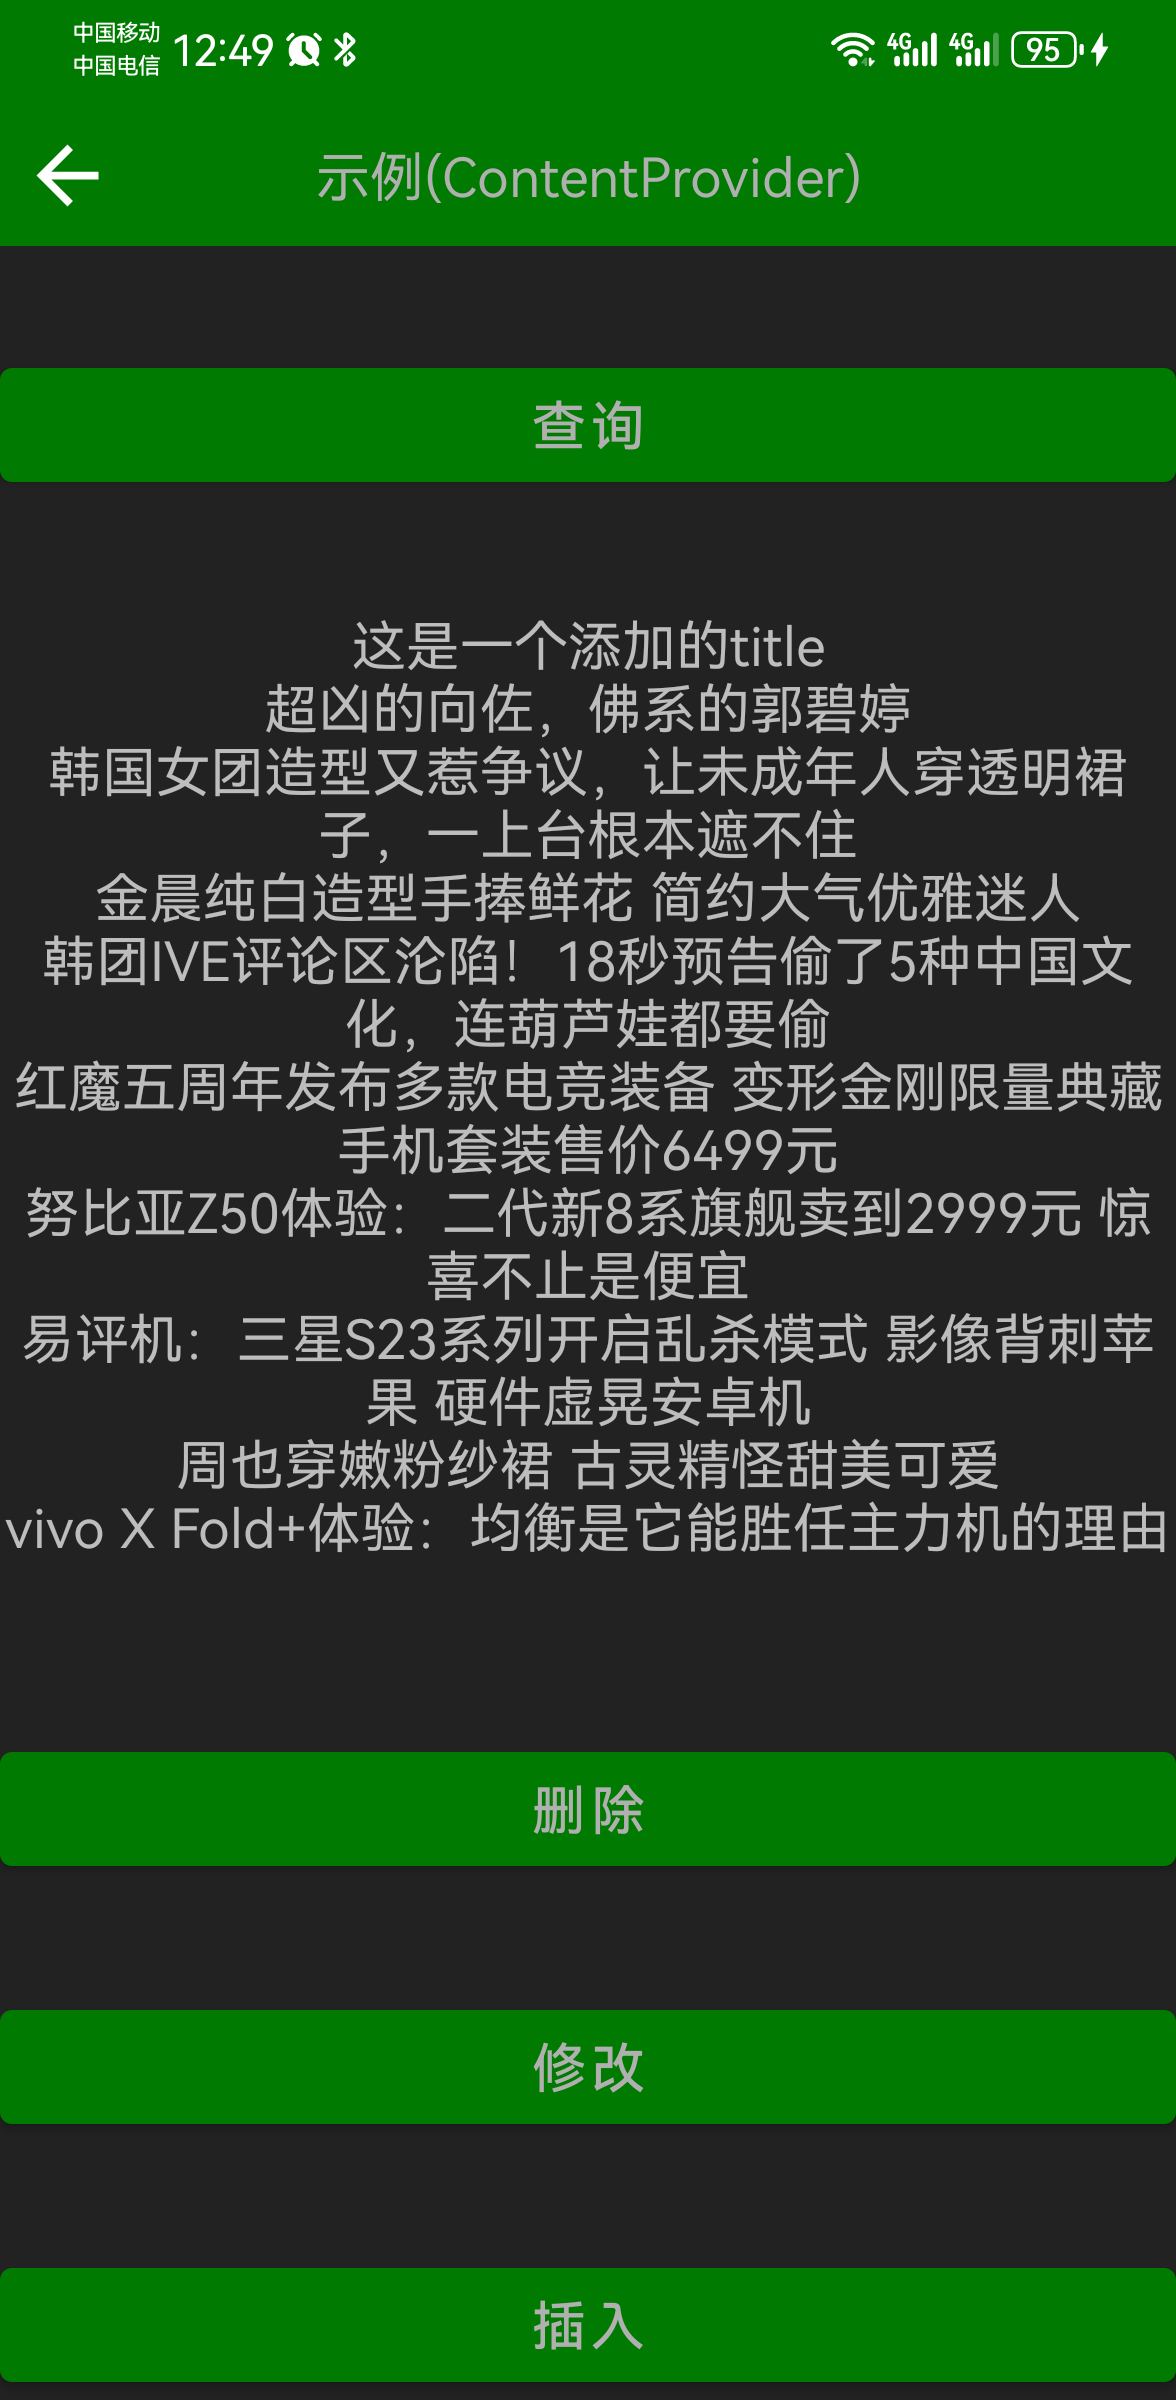 中国移动
中国电信
12:49
4G
4G
95
示例(ContentProvider)
查询
这是一个添加的title
超凶的向佐，佛系的郭碧婷
韩国女团造型又惹争议，让未成年人穿透明裙
子，一上台根本遮不住
金晨纯白造型手捧鲜花 简约大气优雅迷人
韩团IVE评论区沦陷！18秒预告偷了5种中国文
化，连葫芦娃都要偷
红魔五周年发布多款电竞装备 变形金刚限量典藏
手机套装售价6499元
努比亚Z50体验：二代新8系旗舰卖到2999元 惊
喜不止是便宜
易评机：三星S23系列开启乱杀模式 影像背刺苹
果 硬件虚晃安卓机
周也穿嫩粉纱裙 古灵精怪甜美可爱
vivo X Fold+体验：均衡是它能胜任主力机的理由
删除
修改
插入